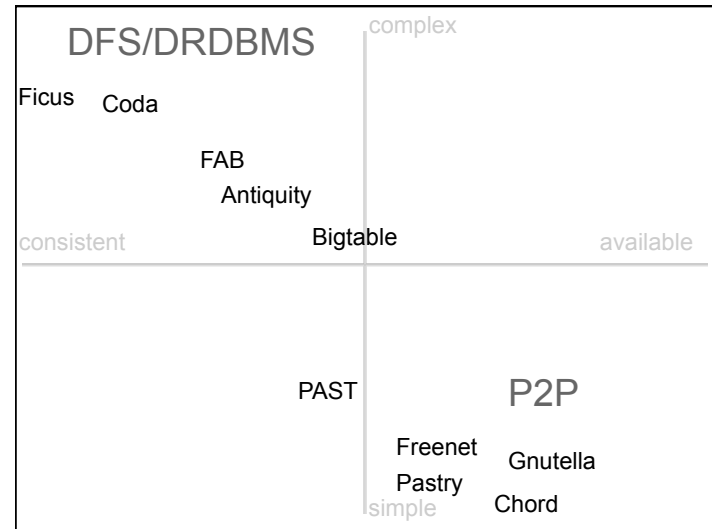 complex
DFS/DRDBMS
Ficus
Coda
FAB
Antiquity
Bigtable
consistent
available
PAST
P2P
Freenet
Gnutella
Pastry
Chord
simple